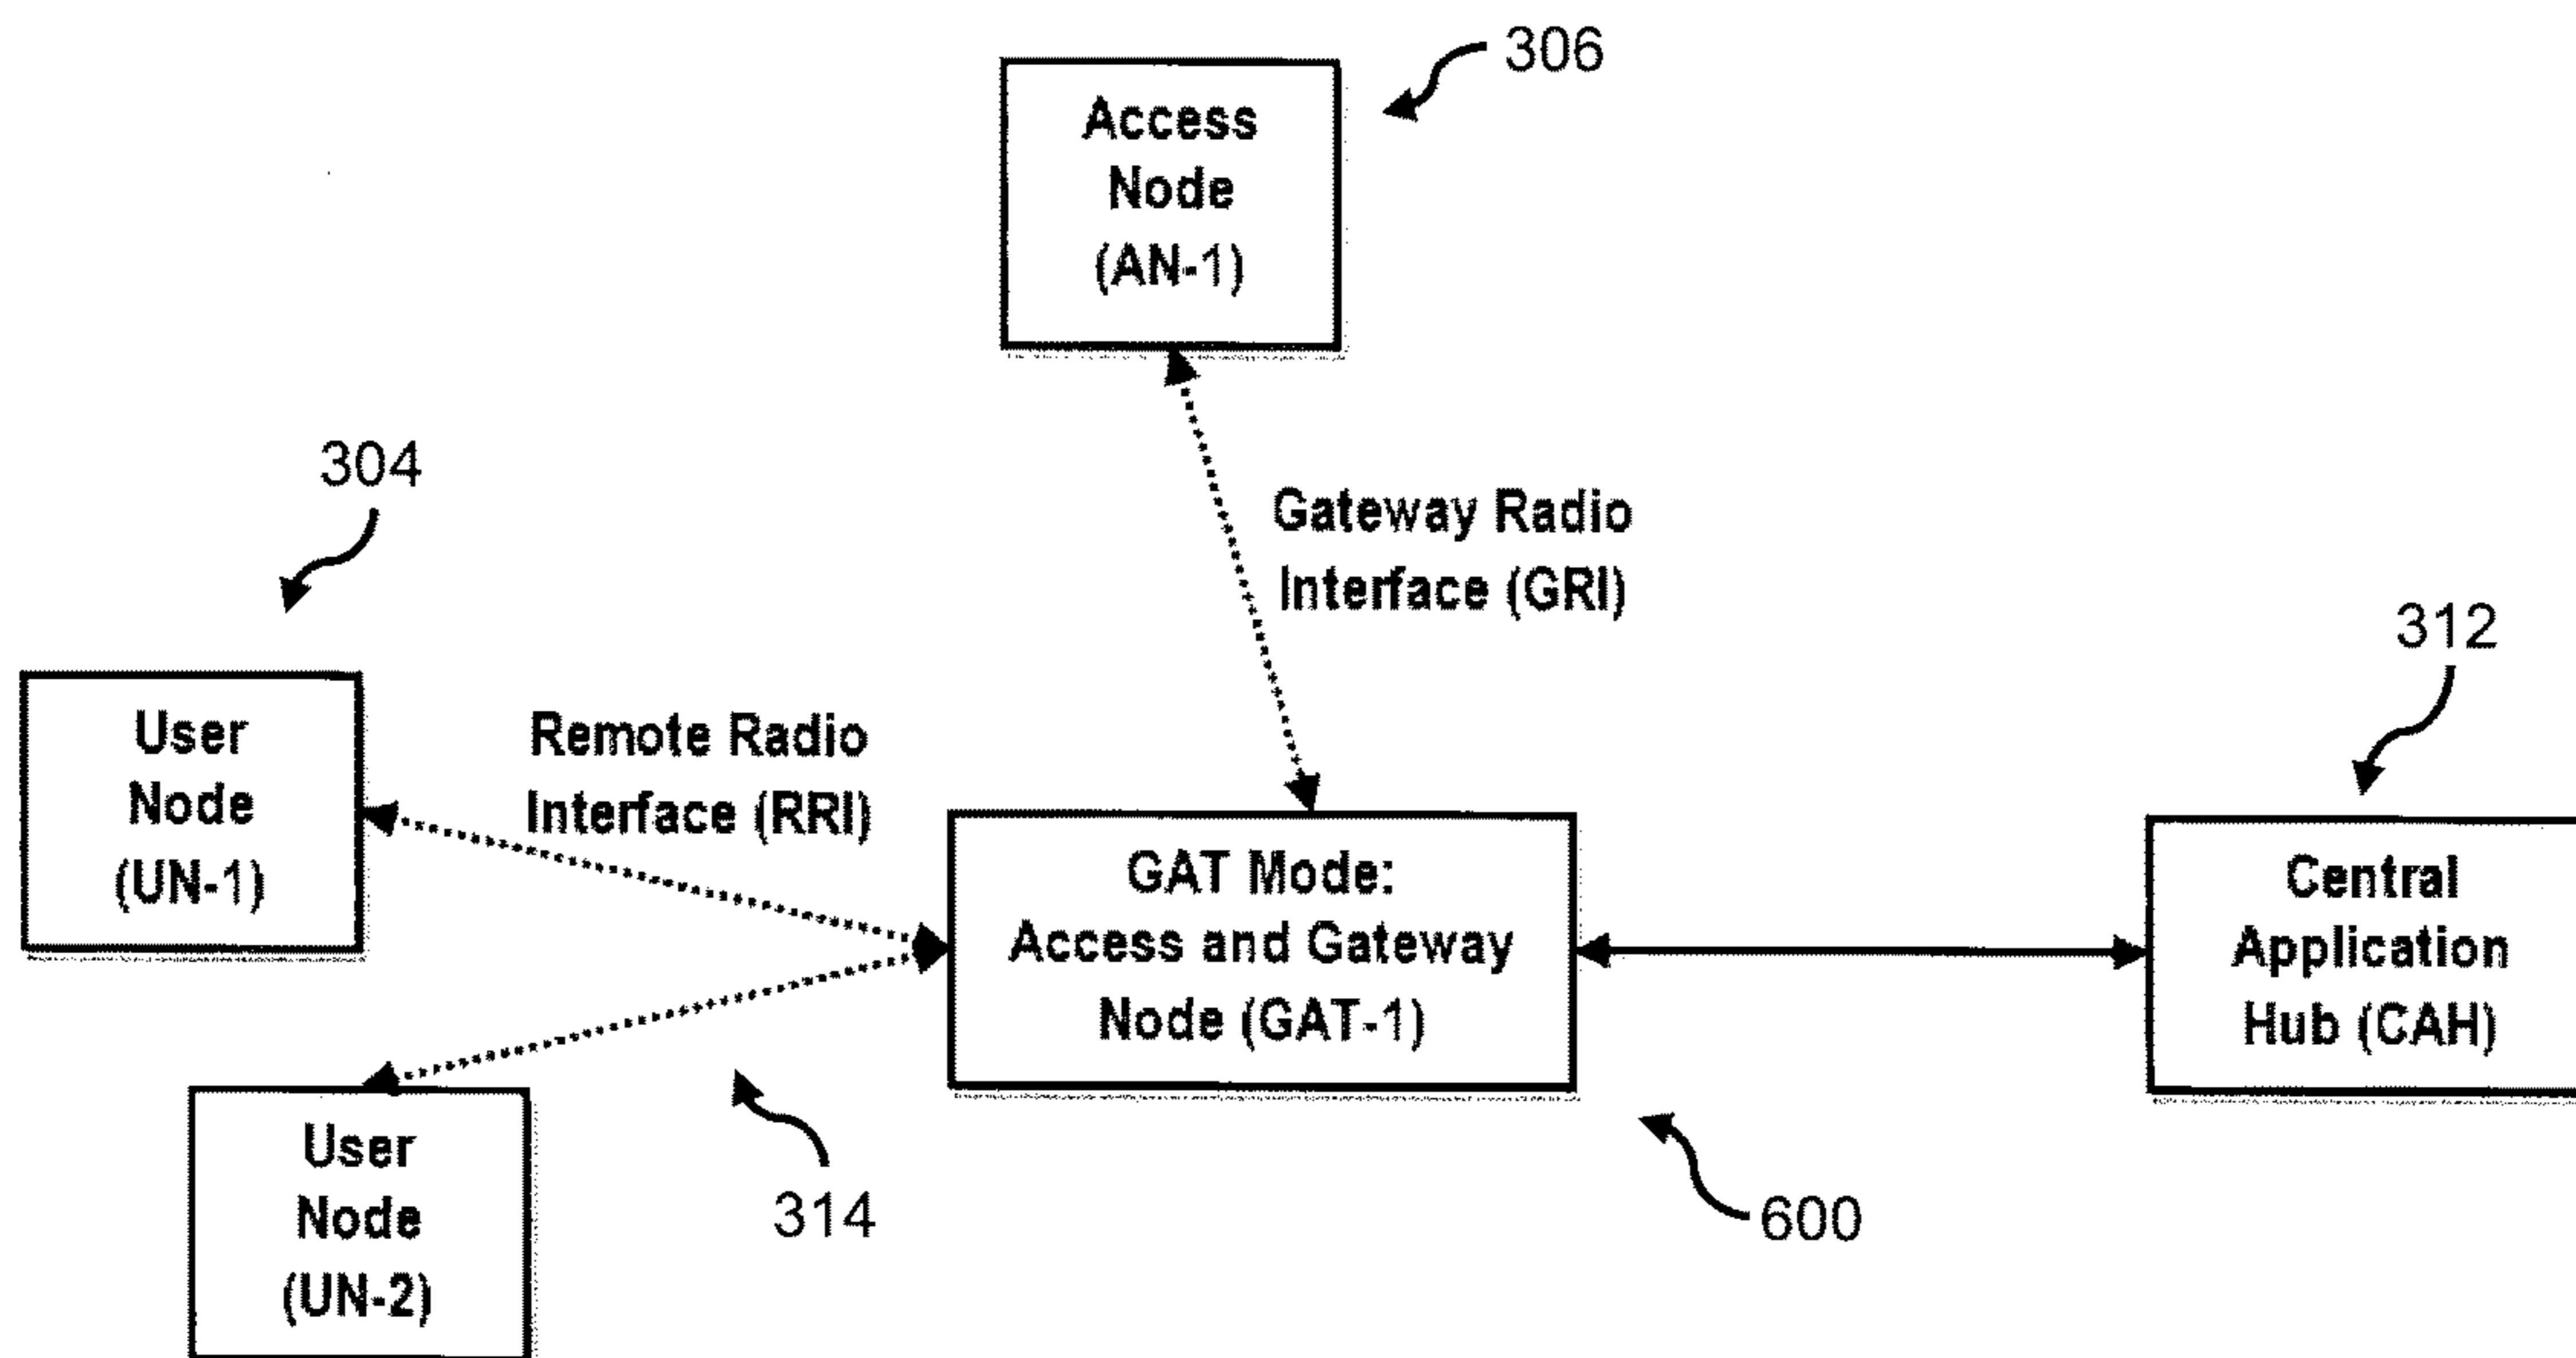 306
Access
Node
(AN-1)
304
Gateway Radio
Interface (GRI)
312
User
Node
(UN-1)
Remote Radio
Interface (RRI)
GAT Mode:
Access and Gateway
Node (GAT-1)
Central
Application
Hub (CAH)
User
Node
(UN-2)
314
600